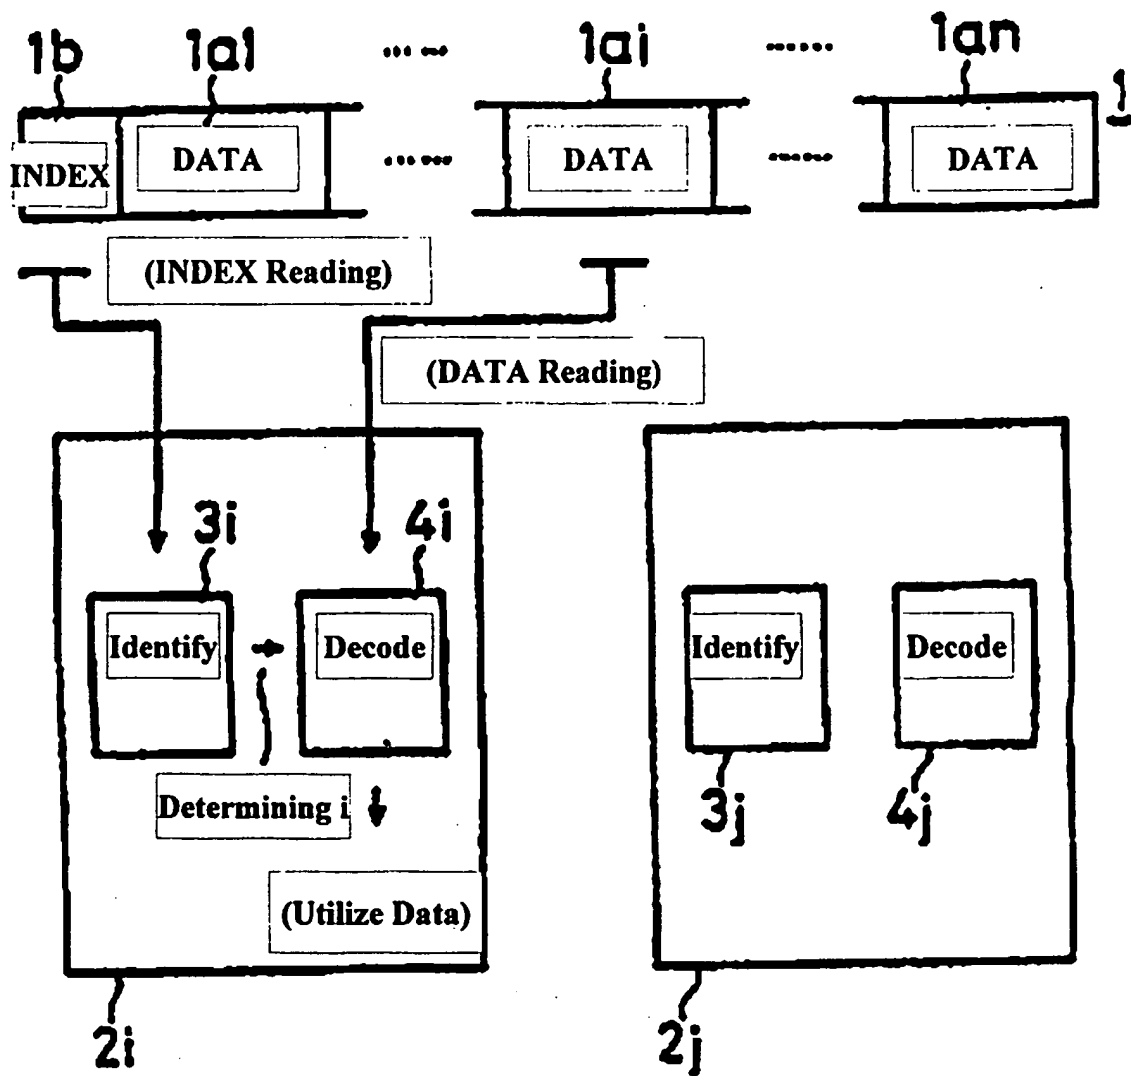 1b 1a1 ..... 1ai ...... 1an
1
INDEX DATA ...... DATA ...... DATA
(INDEX Reading)
(DATA Reading)
3i 4i
Identify Decode Identify Decode
Determining i
3j 4j
(Utilize Data)
2i 2j